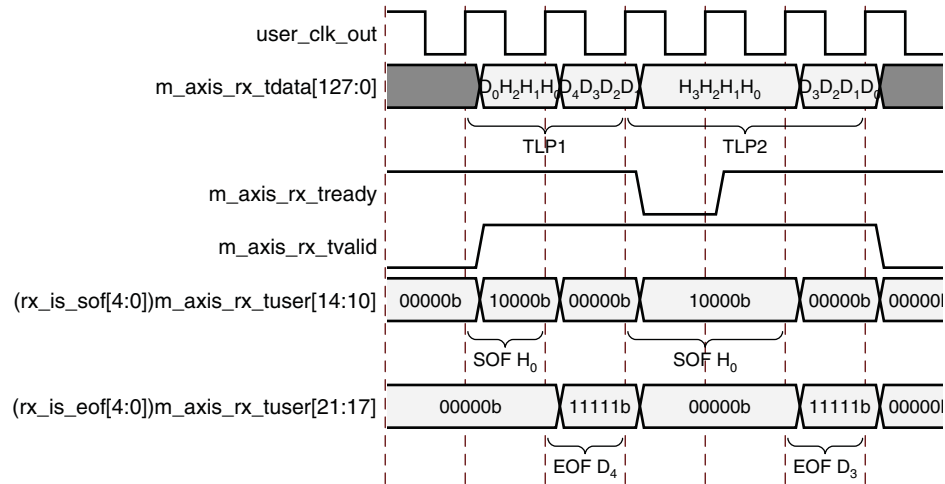 user_clk_out
m_axis_rx_tdata[127:0] D₀H₂H₁H₀ D₄D₃D₂D₁ H₃H₂H₁H₀ D₃D₂D₁D₀
TLP1 TLP2
m_axis_rx_tready
m_axis_rx_tvalid
(rx_is_sof[4:0])m_axis_rx_tuser[14:10] 00000b 10000b 00000b 10000b 00000b 00000b
SOF H₀ SOF H₀
(rx_is_eof[4:0])m_axis_rx_tuser[21:17] 00000b 11111b 00000b 11111b 00000b
EOF D₄ EOF D₃